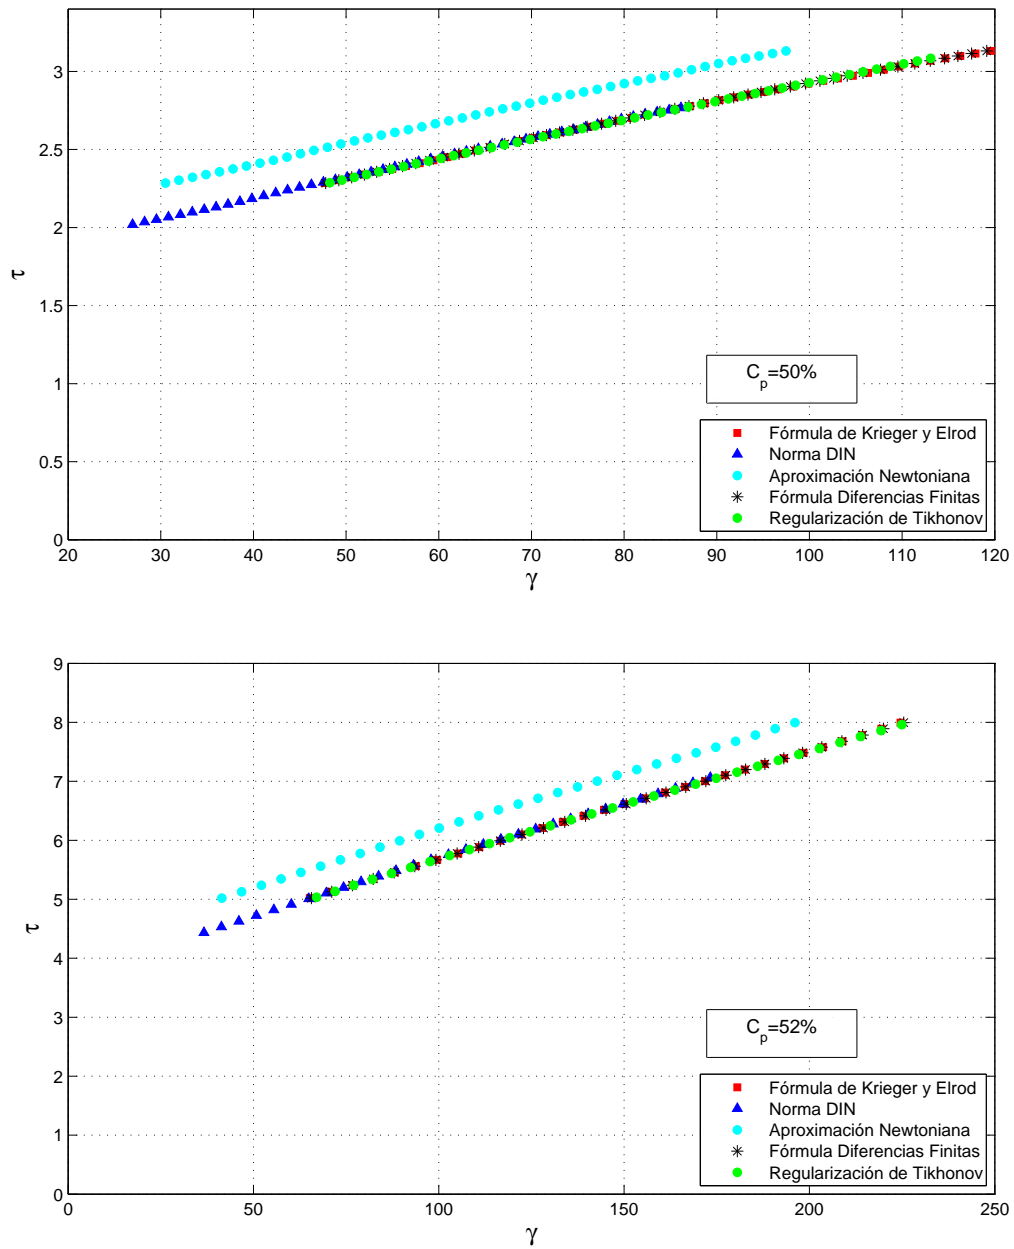 3
2.5
2
1.5
1
0.5
0
τ
20 30 40 50 60 70 80 90 100 110 120
γ
C_p=50%
Fórmula de Krieger y Elrod
Norma DIN
Aproximación Newtoniana
Fórmula Diferencias Finitas
Regularización de Tikhonov
9
8
7
6
5
4
3
2
1
0
τ
0 50 100 150 200 250
γ
C_p=52%
Fórmula de Krieger y Elrod
Norma DIN
Aproximación Newtoniana
Fórmula Diferencias Finitas
Regularización de Tikhonov